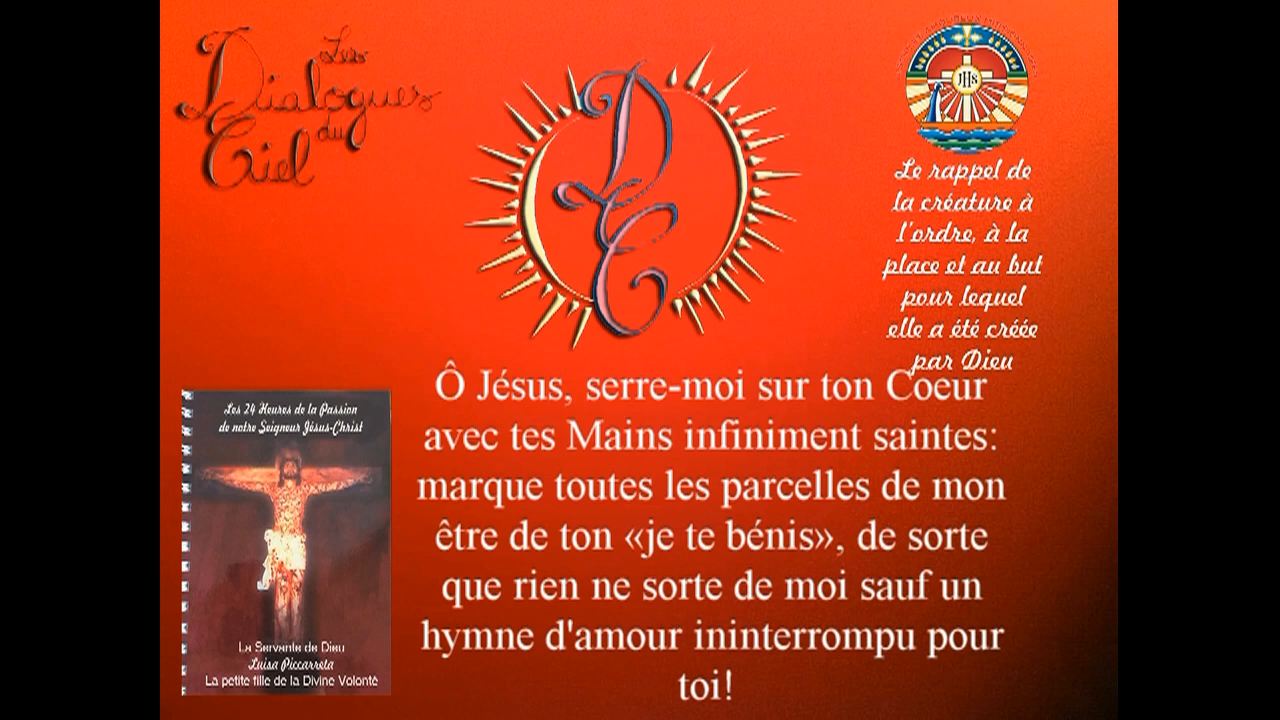 Les
Dialogues
du
Ciel
DC
JHS
Le rappel de
la créature à
l'ordre, à la
place et au but
pour lequel
elle a été créée
par Dieu
Ô Jésus, serre-moi sur ton Coeur
avec tes Mains infiniment saintes:
marque toutes les parcelles de mon
être de ton «je te bénis», de sorte
que rien ne sorte de moi sauf un
hymne d'amour ininterrompu pour
toi!
Les 24 Heures de la Passion
de notre Seigneur Jésus-Christ
La Servante de Dieu
Luisa Piccarreta
La petite fille de la Divine Volonté